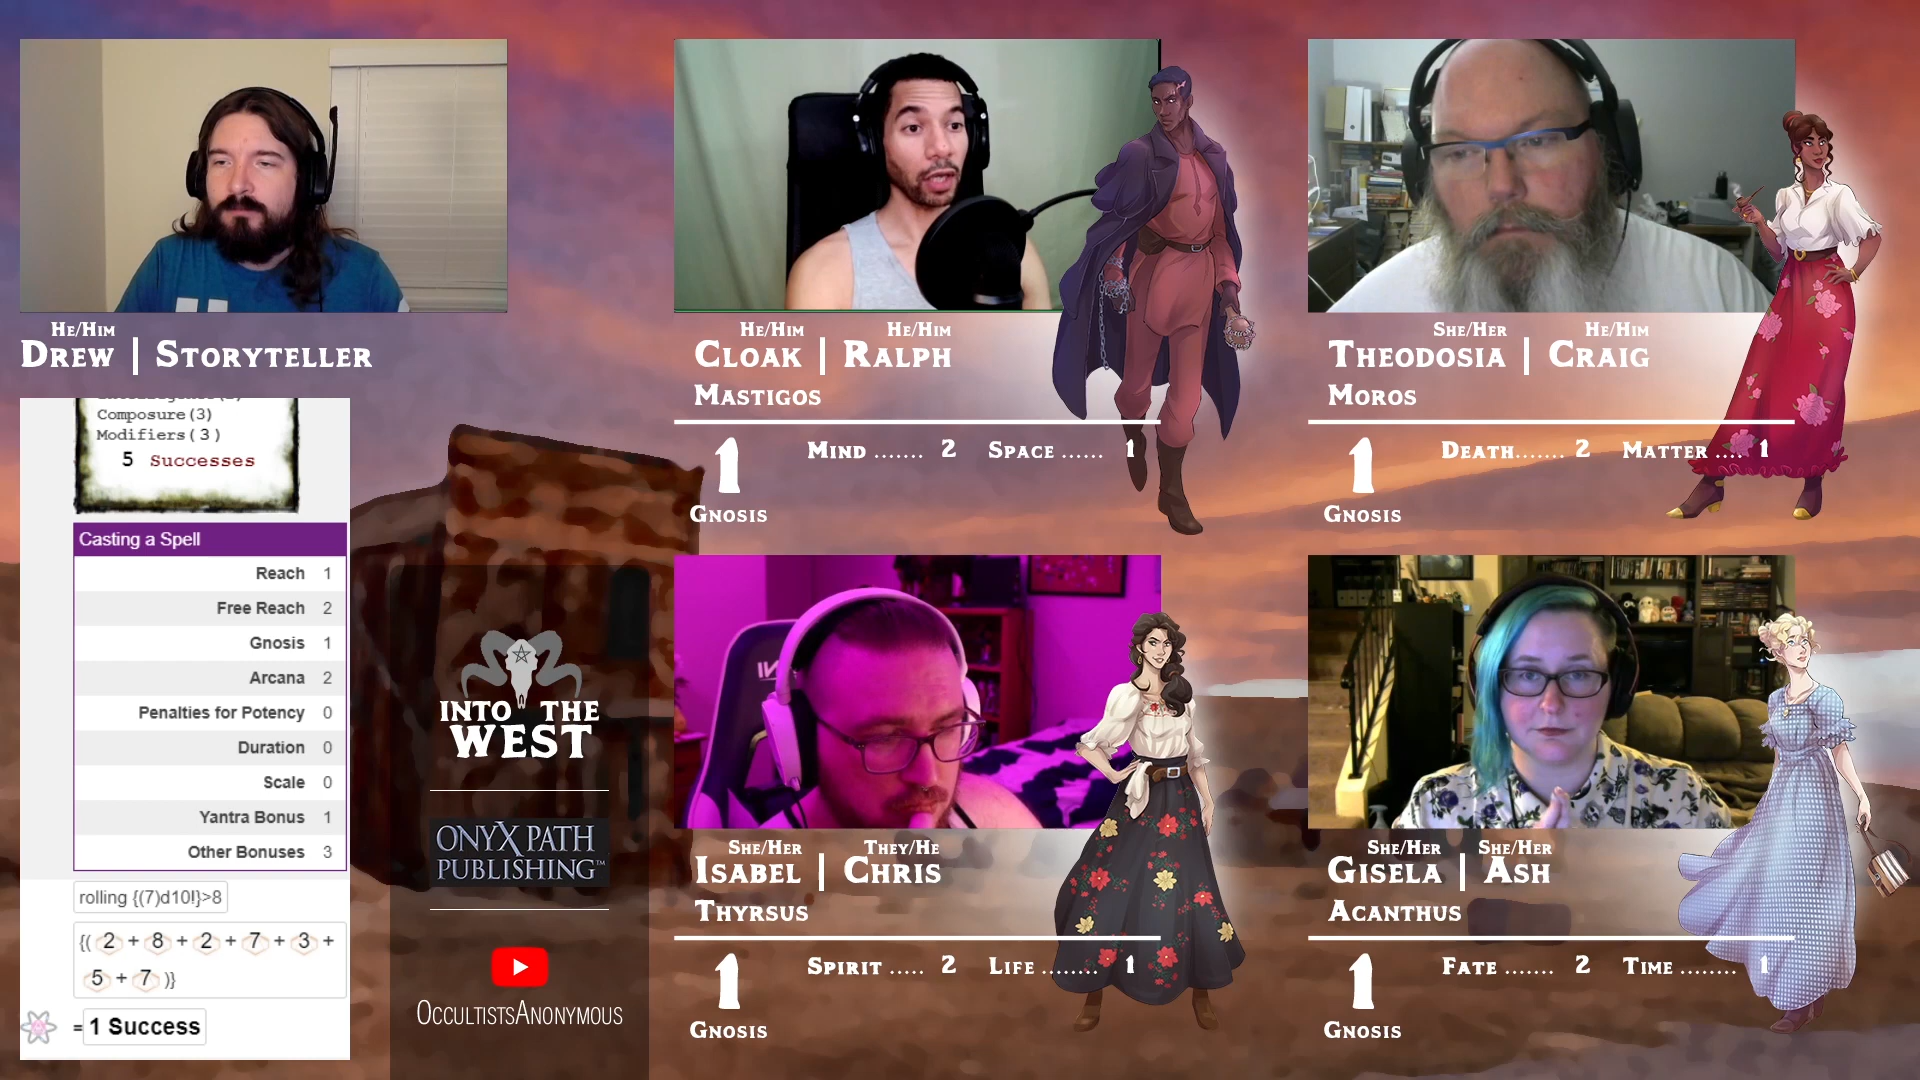 He/Him
Drew | Storyteller
He/Him He/Him
Cloak | Ralph
Mastigos
1
Gnosis
Mind ....... 2 Space ...... 1
She/Her He/Him
Theodosia | Craig
Moros
1
Gnosis
Death....... 2 Matter .... 1
Composure(3)
Modifiers(3)
5 Successes
Casting a Spell
Reach 1
Free Reach 2
Gnosis 1
Arcana 2
Penalties for Potency 0
Duration 0
Scale 0
Yantra Bonus 1
Other Bonuses 3
rolling {(7)d10!}>8
{( 2 + 8 + 2 + 7 + 3 +
5 + 7 )}
= 1 Success
INTO THE
WEST
ONYX PATH
PUBLISHING™
OccultistsAnonymous
She/Her They/He
Isabel | Chris
Thyrsus
1
Gnosis
Spirit ..... 2 Life ........ 1
She/Her She/Her
Gisela | Ash
Acanthus
1
Gnosis
Fate ....... 2 Time ........ 1